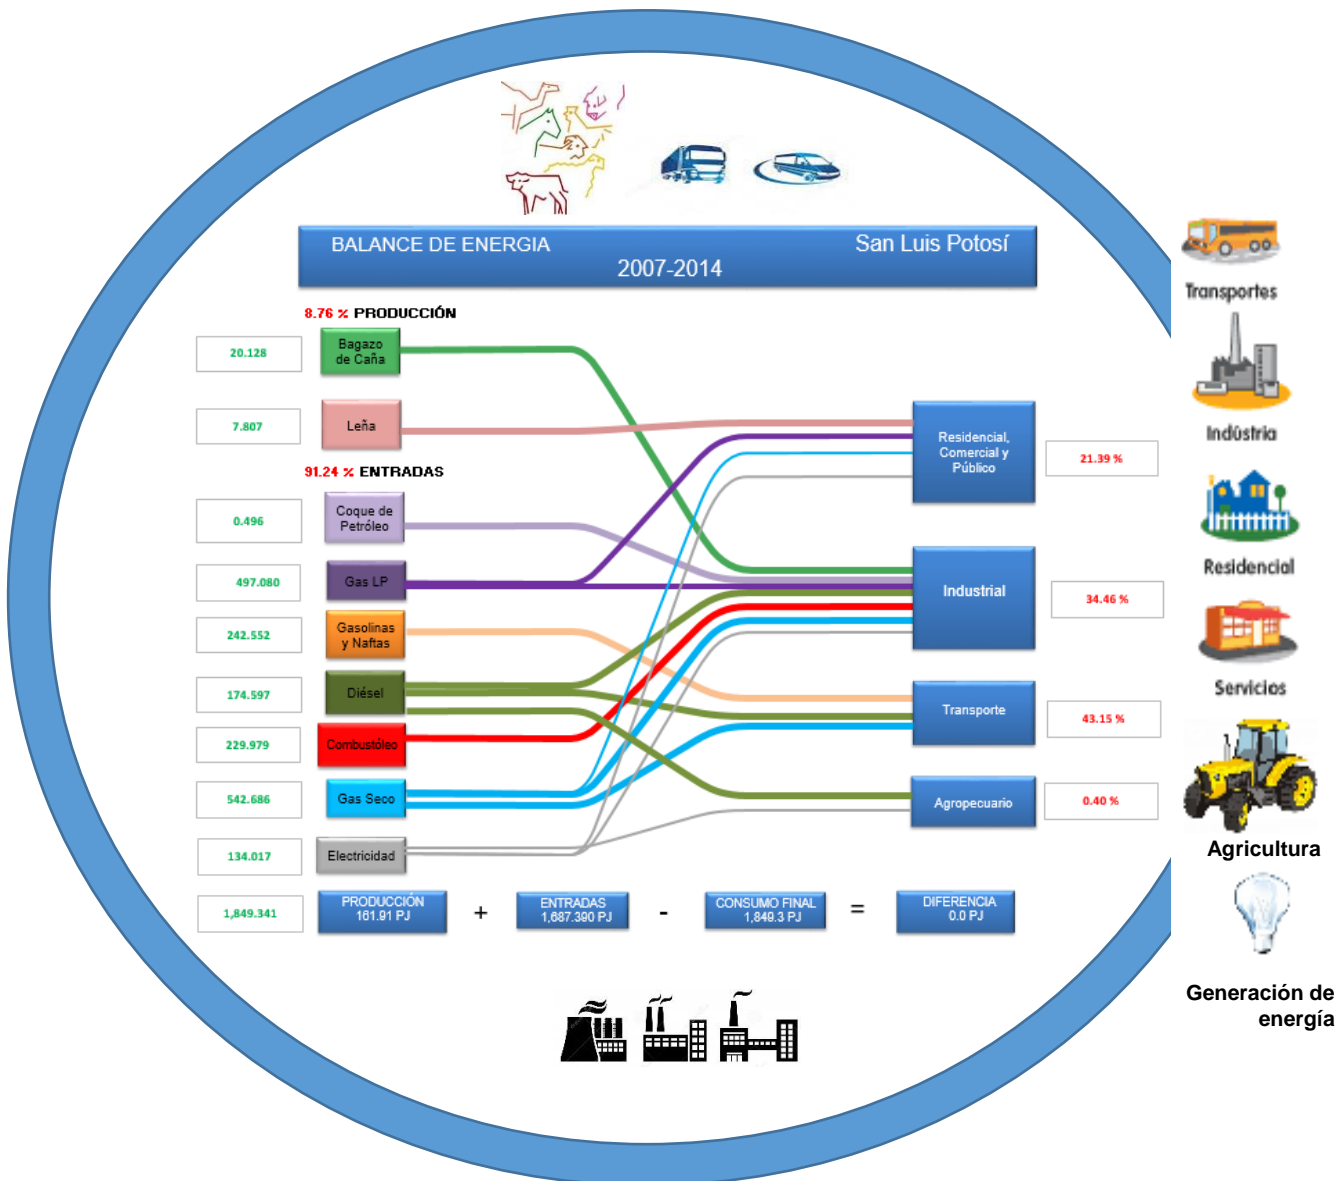 BALANCE DE ENERGIA
San Luis Potosí
2007-2014
8.76 % PRODUCCIÓN
20.128
Bagazo
de Caña
7.807
Leña
91.24 % ENTRADAS
0.496
Coque de
Petróleo
497.080
Gas LP
242.552
Gasolinas
y Naftas
174.597
Diésel
229.979
Combustóleo
542.686
Gas Seco
134.017
Electricidad
Residencial,
Comercial y
Público
21.39 %
Industrial
34.46 %
Transporte
43.15 %
Agropecuario
0.40 %
1,849.341
PRODUCCIÓN
161.91 PJ
+
ENTRADAS
1,687.390 PJ
-
CONSUMO FINAL
1,849.3 PJ
=
DIFERENCIA
0.0 PJ
Transportes
Indústria
Residencial
Servicios
Agricultura
Generación de
energía